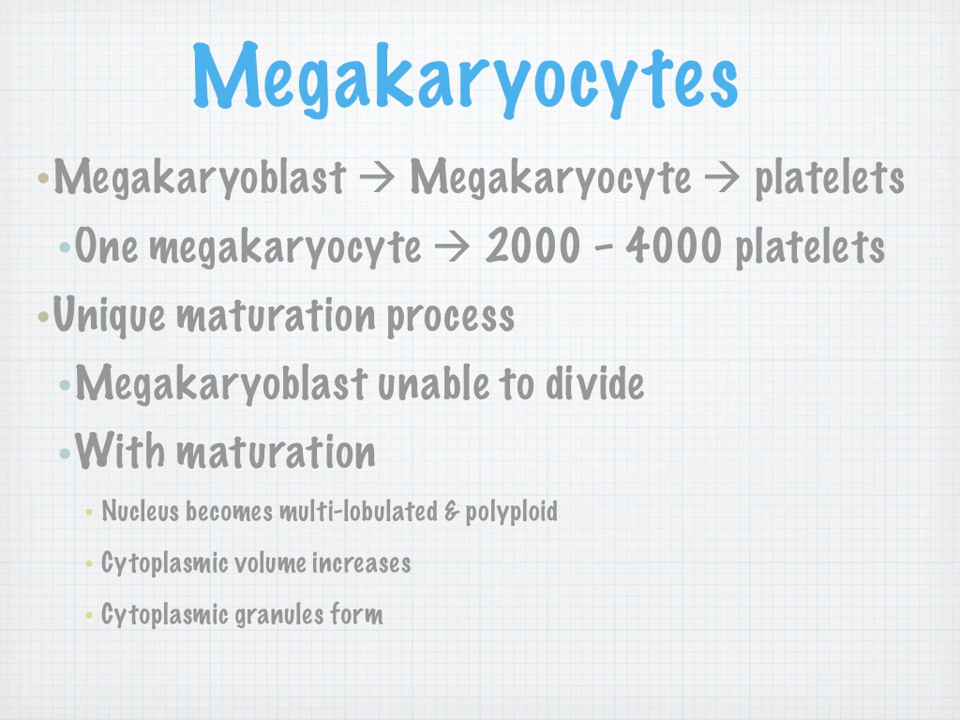 Megakaryocytes
•Megakaryoblast → Megakaryocyte → platelets
•One megakaryocyte → 2000 – 4000 platelets
•Unique maturation process
•Megakaryoblast unable to divide
•With maturation
• Nucleus becomes multi-lobulated & polyploid
• Cytoplasmic volume increases
• Cytoplasmic granules form